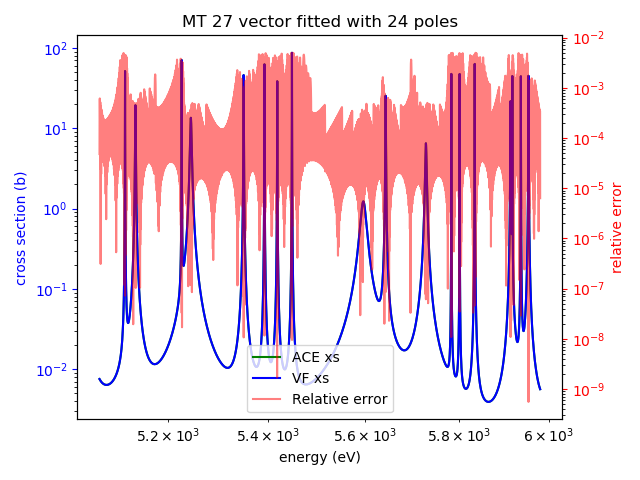 MT 27 vector fitted with 24 poles
cross section (b)
10²
10¹
10⁰
10⁻¹
10⁻²
10⁻²
10⁻³
10⁻⁴
10⁻⁵
10⁻⁶
10⁻⁷
10⁻⁸
10⁻⁹
relative error
ACE xs
VF xs
Relative error
5.2 × 10³ 5.4 × 10³ 5.6 × 10³ 5.8 × 10³ 6 × 10³
energy (eV)